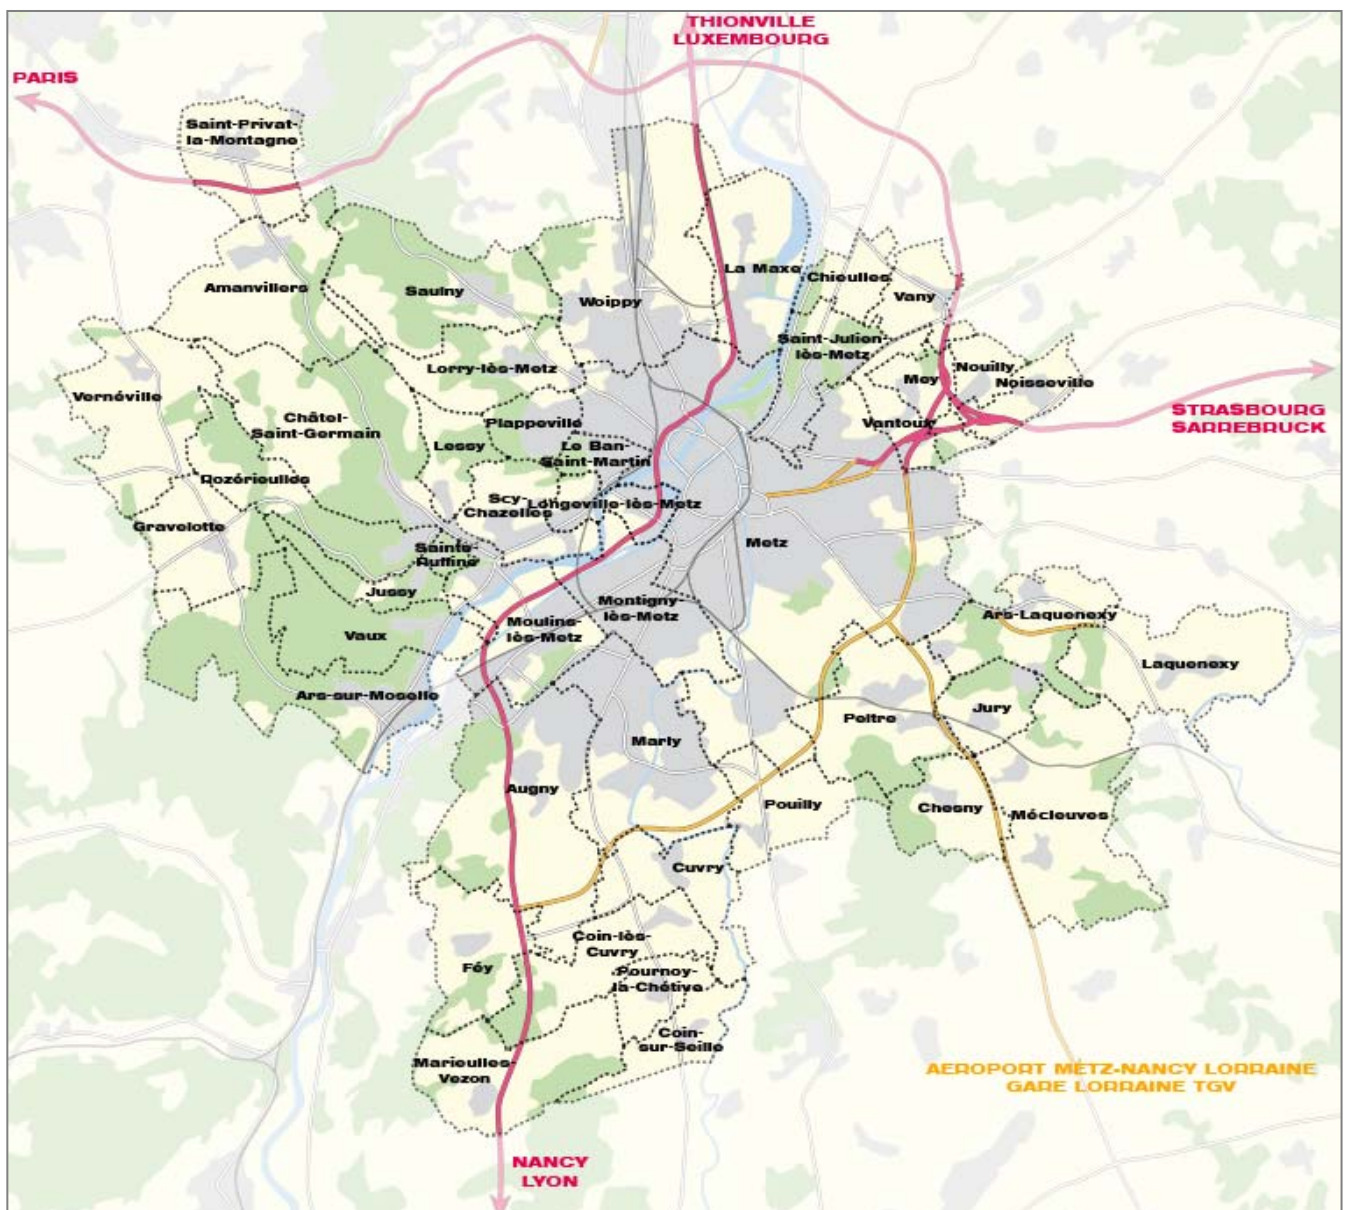 THIONVILLE
LUXEMBOURG
PARIS
Saint-Privat-
la-Montagne
La Maxe
Chieulles
Amanvillers
Saulny
Woippy
Vany
Saint-Julien-
lès-Metz
Lorry-lès-Metz
Nouilly
Mey
Noisseville
Vernéville
Châtel-
Saint-Germain
Plappeville
Vantoux
STRASBOURG
SARREBRUCK
Lessy
Le Ban-
Saint-Martin
Rozérieulles
Scy-
Chazelles
Longeville-lès-Metz
Gravelotte
Metz
Sainte-
Ruffine
Jussy
Montigny-
lès-Metz
Ars-Laquenexy
Moulins-
lès-Metz
Vaux
Laquenexy
Ars-sur-Moselle
Jury
Peltre
Marly
Augny
Pouilly
Chesny
Mécleuves
Cuvry
Coin-lès-
Cuvry
Féy
Pournoy-
la-Chétive
Coin-
sur-Seille
Marieulles-
Vezon
AEROPORT METZ-NANCY LORRAINE
GARE LORRAINE TGV
NANCY
LYON